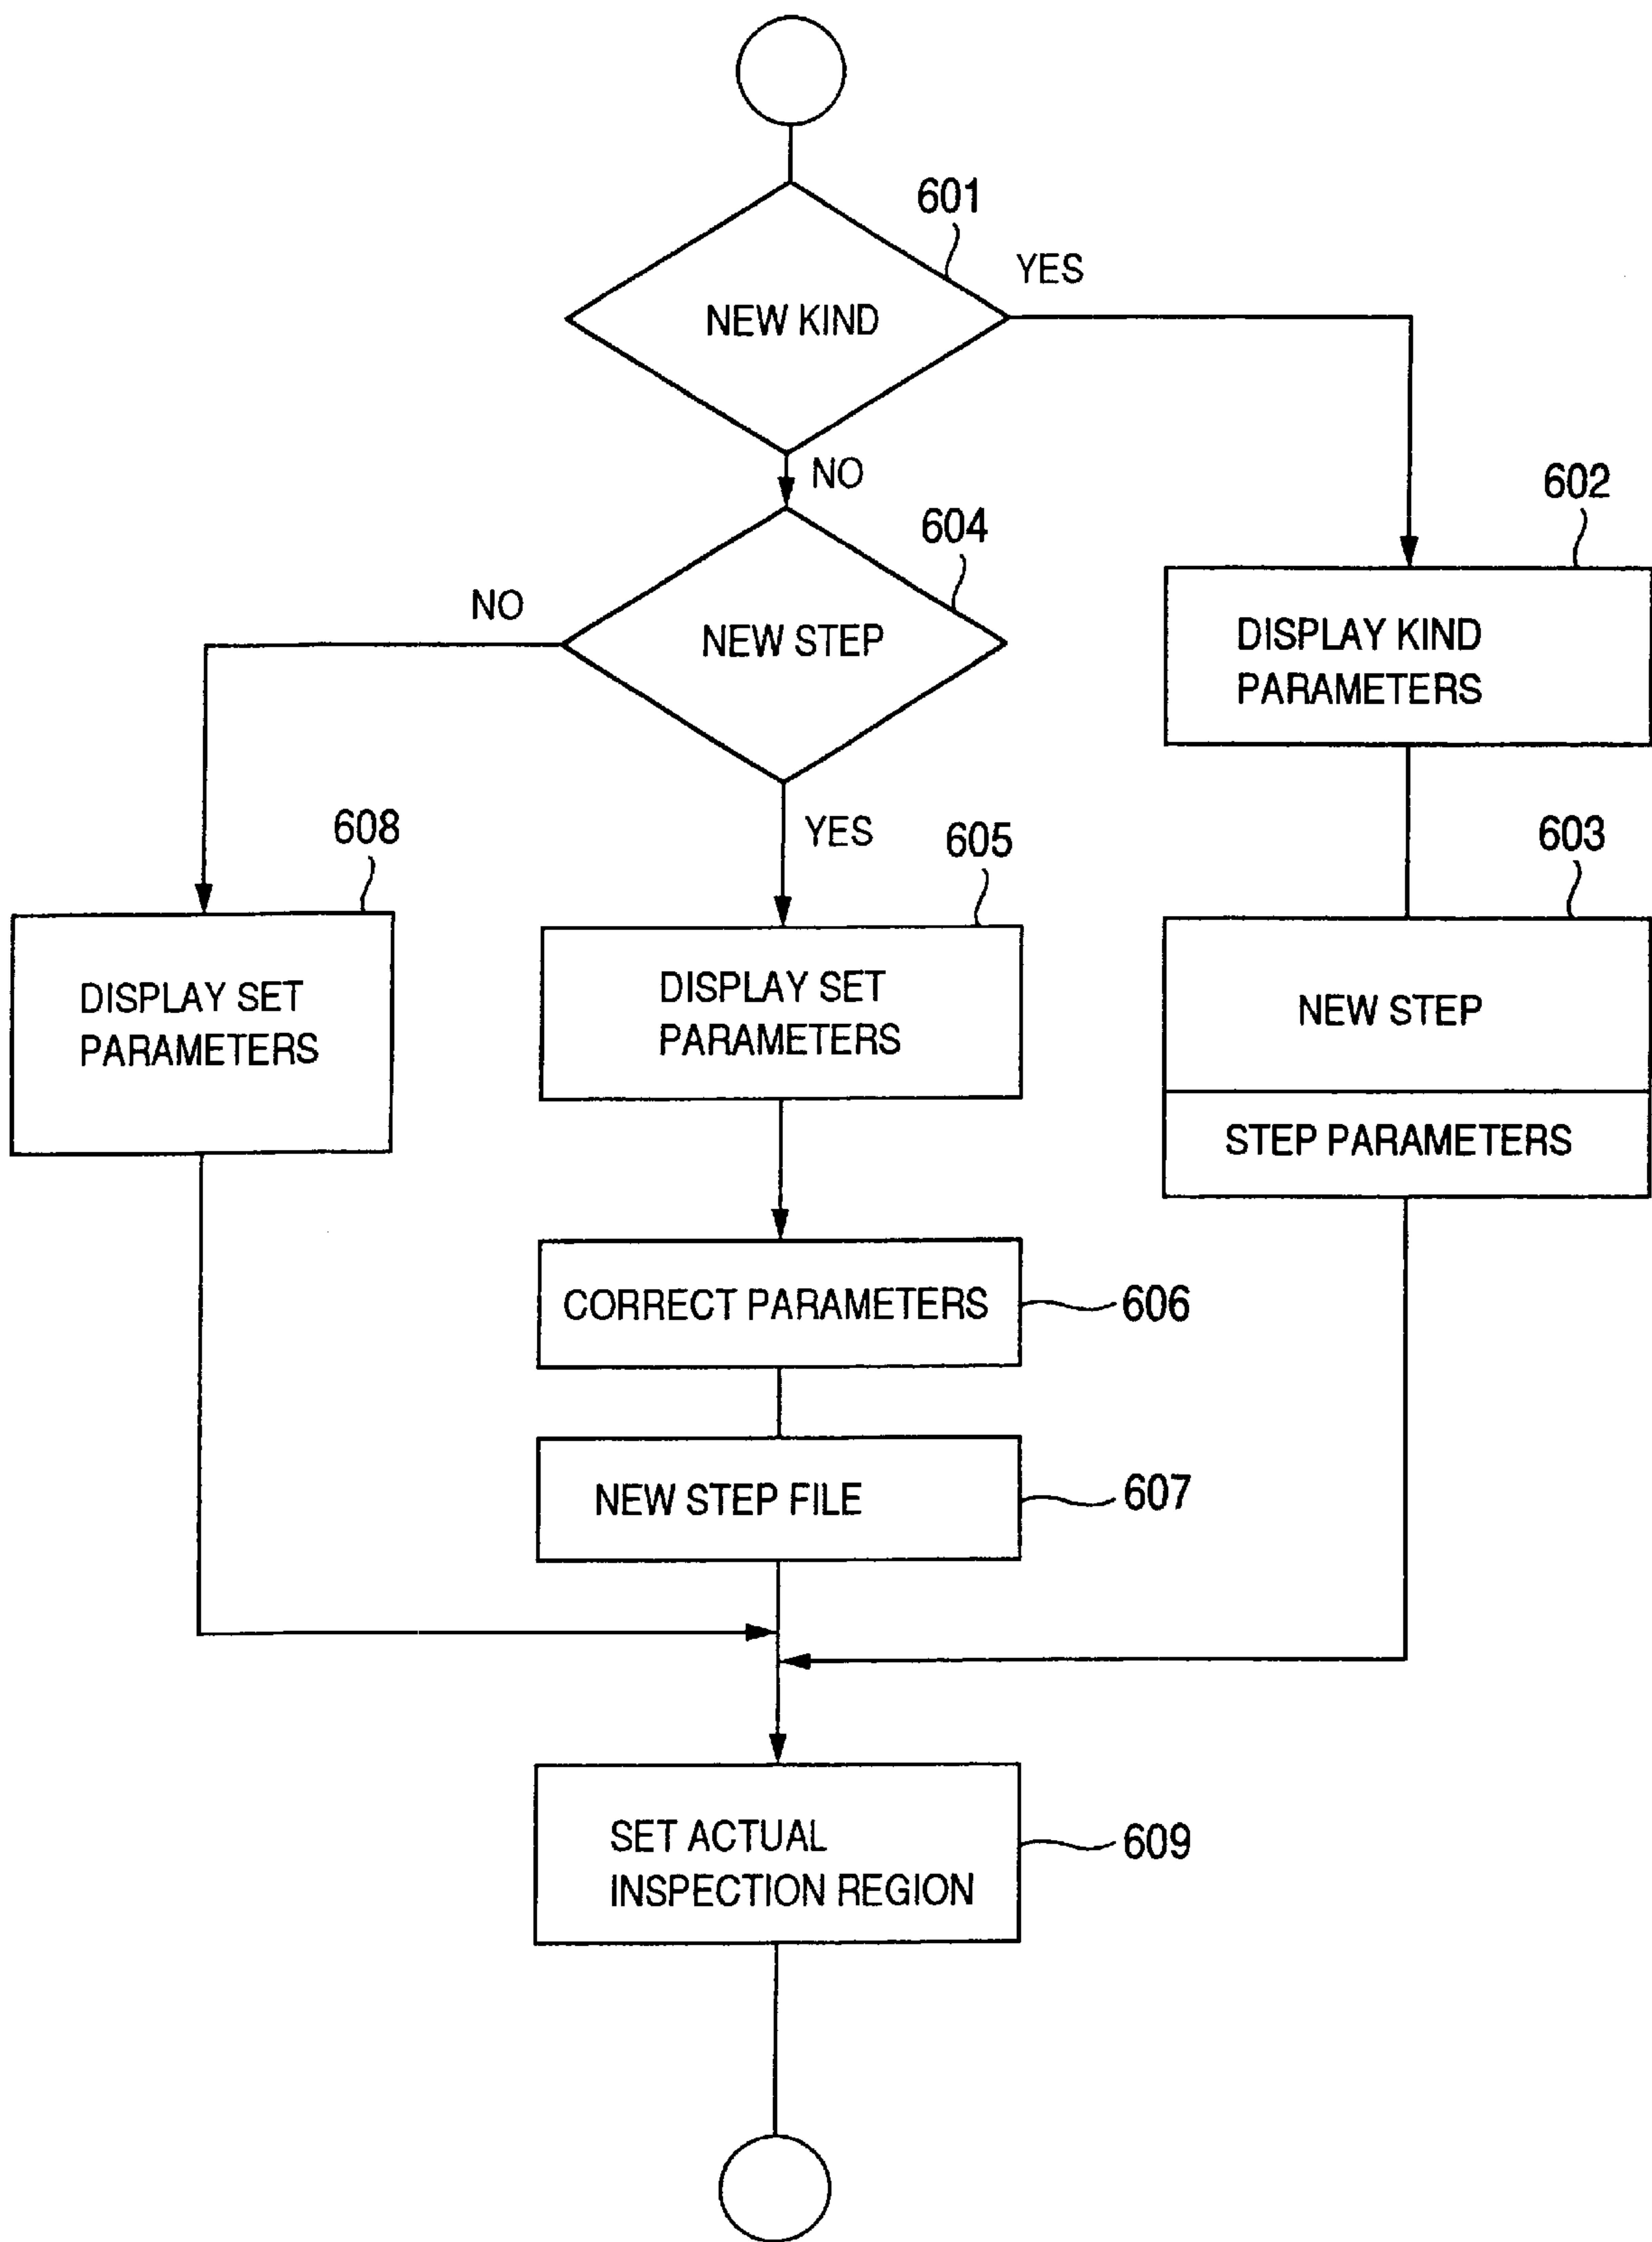 601
YES
NEW KIND
NO
602
604
NO
NEW STEP
DISPLAY KIND
PARAMETERS
608
YES
605
603
DISPLAY SET
PARAMETERS
DISPLAY SET
PARAMETERS
NEW STEP
STEP PARAMETERS
CORRECT PARAMETERS
606
NEW STEP FILE
607
SET ACTUAL
INSPECTION REGION
609